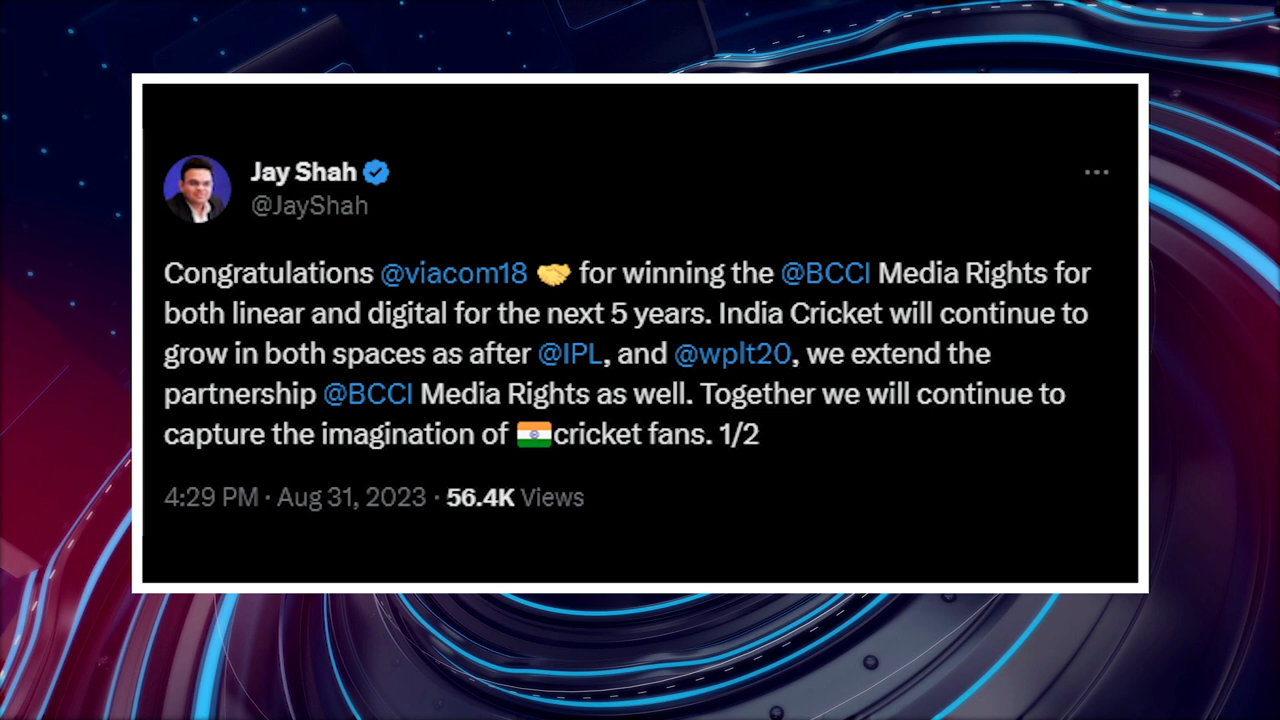 Jay Shah
@JayShah
Congratulations @viacom18 🤝 for winning the @BCCI Media Rights for
both linear and digital for the next 5 years. India Cricket will continue to
grow in both spaces as after @IPL, and @wplt20, we extend the
partnership @BCCI Media Rights as well. Together we will continue to
capture the imagination of 🇮🇳cricket fans. 1/2
4:29 PM · Aug 31, 2023 · 56.4K Views